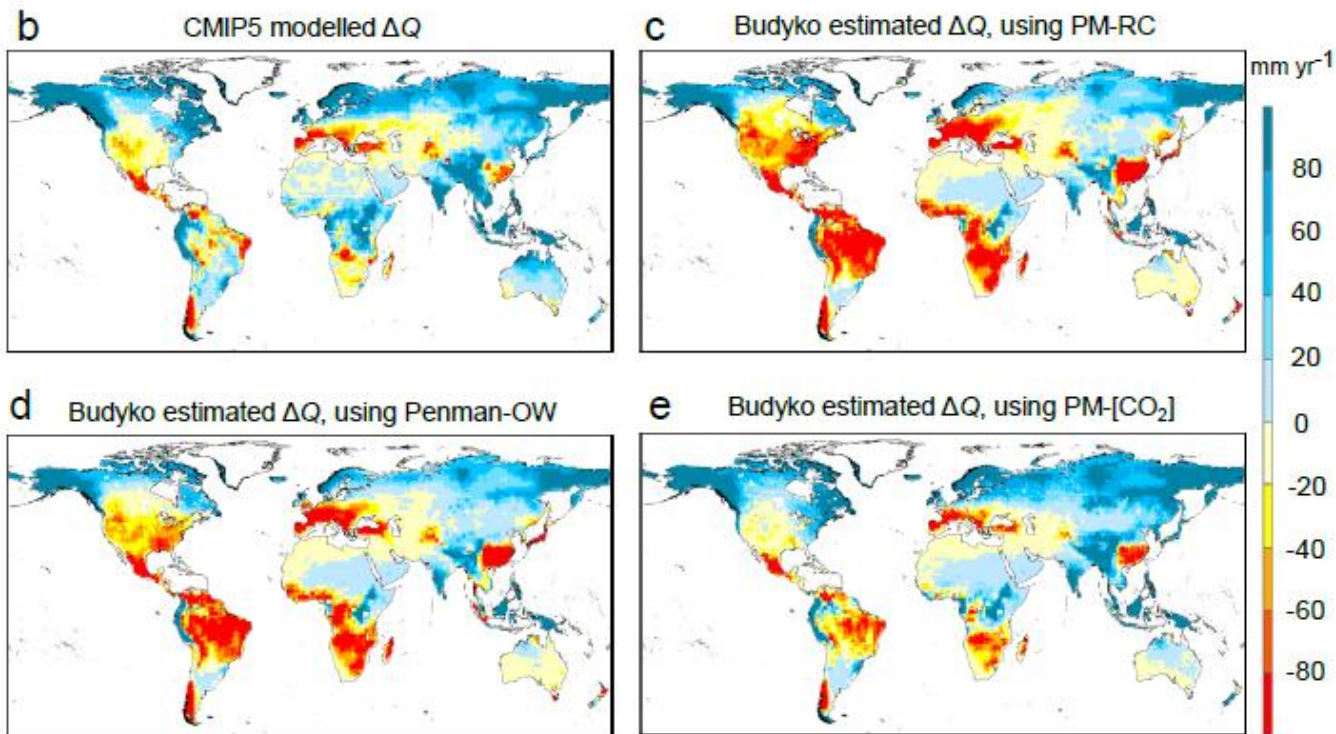 b
CMIP5 modelled ΔQ
c
Budyko estimated ΔQ, using PM-RC
mm yr⁻¹
80
60
40
20
0
-20
-40
-60
-80
d
Budyko estimated ΔQ, using Penman-OW
e
Budyko estimated ΔQ, using PM-[CO₂]